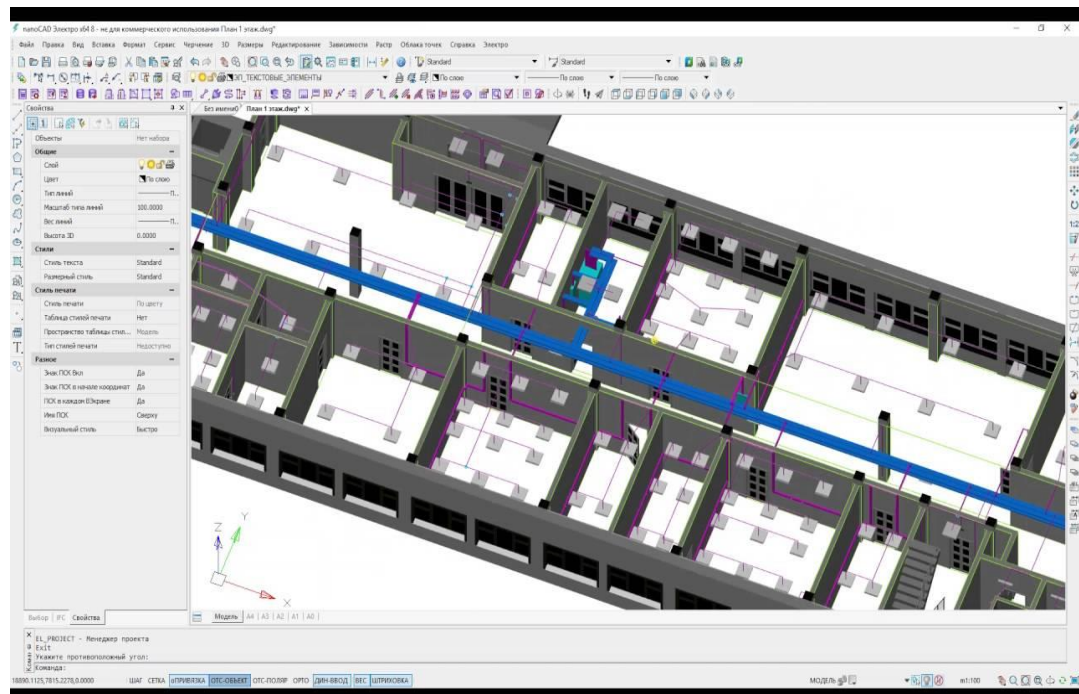 nanoCAD Электро x64 8 - не для коммерческого использования План 1 этаж.dwg*
Файл Правка Вид Вставка Формат Сервис Черчение 3D Размеры Редактирование Зависимости Растр Облака точек Справка Электро
Standard Standard
ЭЛ_ТЕКСТОВЫЕ_ЭЛЕМЕНТЫ По слою По слою По слою
Свойства
Без имени0 План 1 этаж.dwg* X
Объекты Нет набора
Общие
Слой
Цвет По слою
Тип линий
Масштаб типа линий 100.0000
Вес линий
Высота 3D 0.0000
Стили
Стиль текста Standard
Размерный стиль Standard
Стиль печати
Стиль печати По цвету
Таблица стилей печати Нет
Пространство таблицы стил... Модель
Тип стилей печати Недоступно
Разное
Знак ПСК Вкл Да
Знак ПСК в начале координат Да
ПСК в каждом ВЭкране Да
Имя ПСК Сверху
Визуальный стиль Быстро
Z
Y
X
Выбор IFC Свойства
Модель A4 A3 A2 A1 A0
EL_PROJECT - Менеджер проекта
Exit
Укажите противоположный угол:
Команда:
18890.1125,7815.2278,0.0000 ШАГ СЕТКА оПРИВЯЗКА ОТС-ОБЪЕКТ ОТС-ПОЛЯР ОРТО ДИН-ВВОД ВЕС ШТРИХОВКА МОДЕЛЬ m1:100